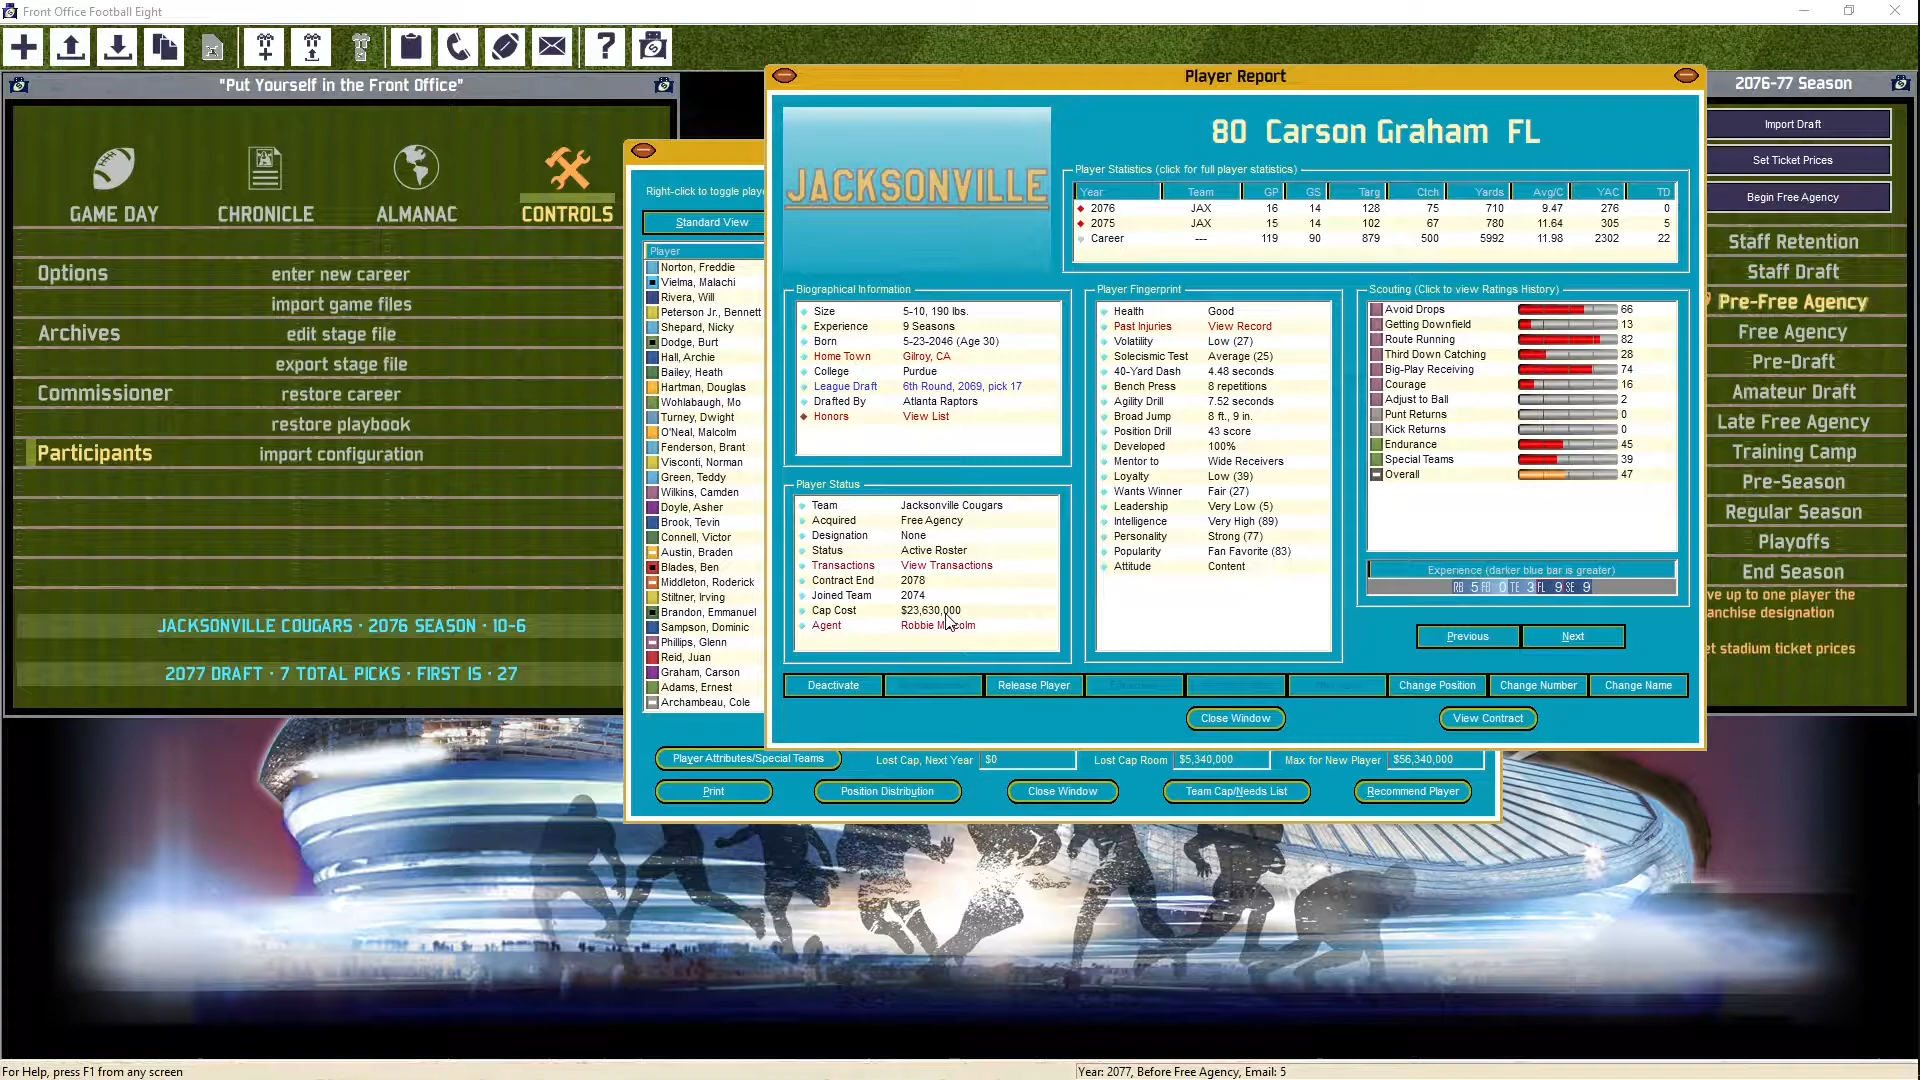 Front Office Football Eight
"Put Yourself in the Front Office"
GAME DAY
CHRONICLE
ALMANAC
CONTROLS
Options
enter new career
import game files
Archives
edit stage file
export stage file
Commissioner
restore career
restore playbook
Participants
import configuration
JACKSONVILLE COUGARS · 2076 SEASON · 10-6
2077 DRAFT · 7 TOTAL PICKS · FIRST IS · 27
Right-click to toggle playe
Standard View
Player
Norton, Freddie
Vielma, Malachi
Rivera, Will
Peterson Jr., Bennett
Shepard, Nicky
Dodge, Burt
Hall, Archie
Bailey, Heath
Hartman, Douglas
Wohlabaugh, Mo
Turney, Dwight
O'Neal, Malcolm
Fenderson, Brant
Visconti, Norman
Green, Teddy
Wilkins, Camden
Doyle, Asher
Brook, Tevin
Connell, Victor
Austin, Braden
Blades, Ben
Middleton, Roderick
Stiltner, Irving
Brandon, Emmanuel
Sampson, Dominic
Phillips, Glenn
Reid, Juan
Graham, Carson
Adams, Ernest
Archambeau, Cole
Player Attributes/Special Teams
Lost Cap, Next Year $0
Lost Cap Room $5,340,000
Max for New Player $56,340,000
Print
Position Distribution
Close Window
Team Cap/Needs List
Recommend Player
Player Report
JACKSONVILLE
80 Carson Graham FL
Player Statistics (click for full player statistics)
Year Team GP GS Targ Ctch Yards Avg/C YAC TD
2076 JAX 16 14 128 75 710 9.47 276 0
2075 JAX 15 14 102 67 780 11.64 305 5
Career --- 119 90 879 500 5992 11.98 2302 22
Biographical Information
Size 5-10, 190 lbs.
Experience 9 Seasons
Born 5-23-2046 (Age 30)
Home Town Gilroy, CA
College Purdue
League Draft 6th Round, 2069, pick 17
Drafted By Atlanta Raptors
Honors View List
Player Status
Team Jacksonville Cougars
Acquired Free Agency
Designation None
Status Active Roster
Transactions View Transactions
Contract End 2078
Joined Team 2074
Cap Cost $23,630,000
Agent Robbie
Player Fingerprint
Health Good
Past Injuries View Record
Volatility Low (27)
Solecismic Test Average (25)
40-Yard Dash 4.48 seconds
Bench Press 8 repetitions
Agility Drill 7.52 seconds
Broad Jump 8 ft., 9 in.
Position Drill 43 score
Developed 100%
Mentor to Wide Receivers
Loyalty Low (39)
Wants Winner Fair (27)
Leadership Very Low (5)
Intelligence Very High (89)
Personality Strong (77)
Popularity Fan Favorite (83)
Attitude Content
Scouting (Click to view Ratings History)
Avoid Drops 66
Getting Downfield 13
Route Running 82
Third Down Catching 28
Big-Play Receiving 74
Courage 16
Adjust to Ball 2
Punt Returns 0
Kick Returns 0
Endurance 45
Special Teams 39
Overall 47
Experience (darker blue bar is greater)
RB 5 FB 0 TE 3 FL 9 SE 9
Previous
Next
Deactivate
Release Player
Change Position
Change Number
Change Name
Close Window
View Contract
2076-77 Season
Import Draft
Set Ticket Prices
Begin Free Agency
Staff Retention
Staff Draft
Pre-Free Agency
Free Agency
Pre-Draft
Amateur Draft
Late Free Agency
Training Camp
Pre-Season
Regular Season
Playoffs
End Season
ve up to one player the
anchise designation
et stadium ticket prices
For Help, press F1 from any screen
Year: 2077, Before Free Agency, Email: 5